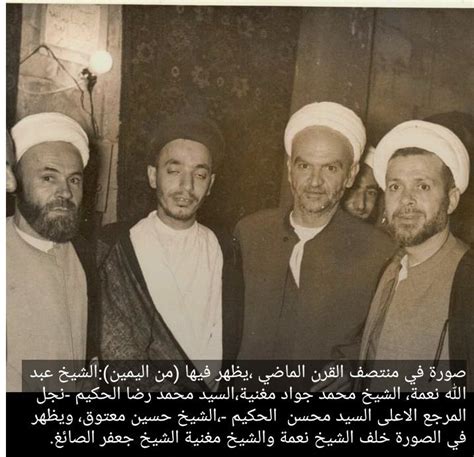 صورة في منتصف القرن الماضي ،يظهر فيها (من اليمين):الشيخ عبد
الله نعمة، الشيخ محمد جواد مغنية،السيد محمد رضا الحكيم -نجل
المرجع الاعلى السيد محسن الحكيم -،الشيخ حسين معتوق، ويظهر
في الصورة خلف الشيخ نعمة والشيخ مغنية الشيخ جعفر الصائغ.